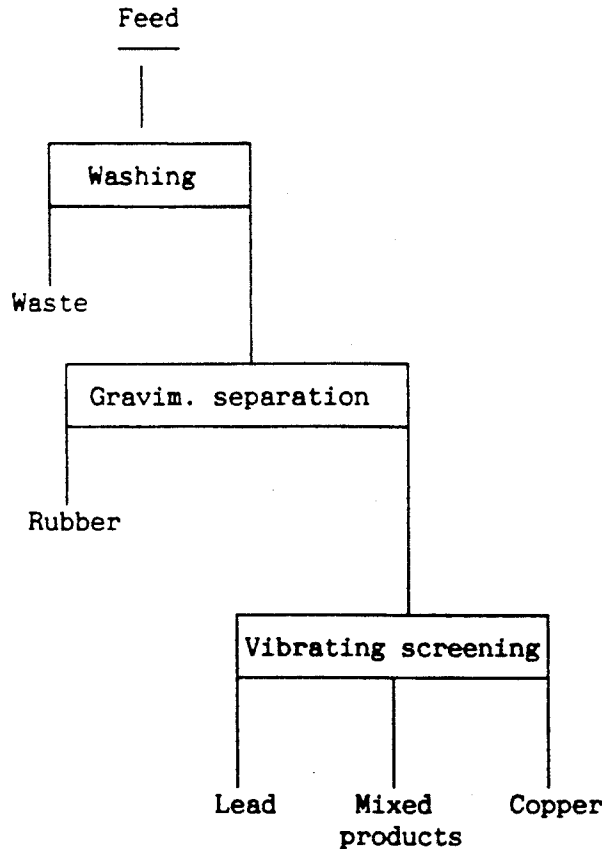 Feed
Washing
Waste
Gravim. separation
Rubber
Vibrating screening
Lead
Mixed
products
Copper